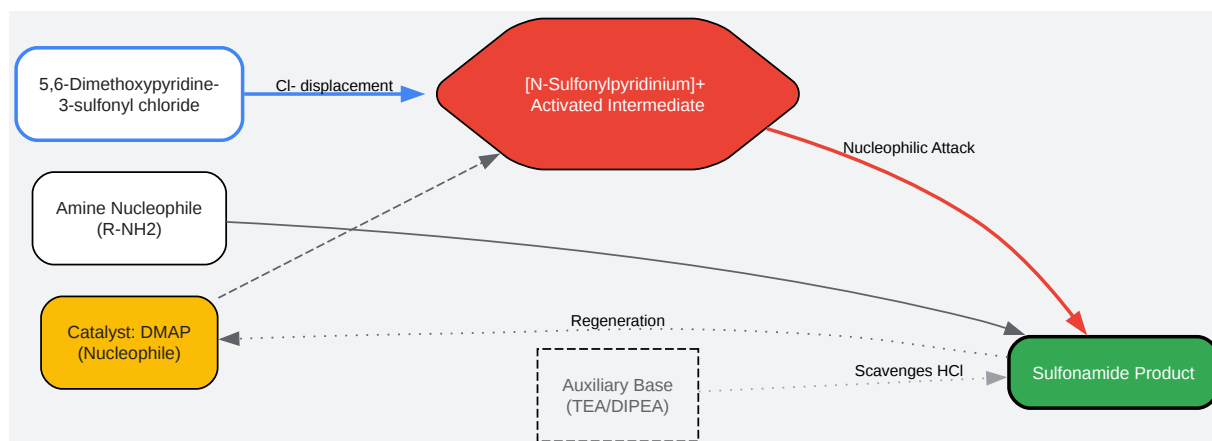 5,6-Dimethoxypyridine-
3-sulfonyl chloride
Cl- displacement
[N-Sulfonylpyridinium]+
Activated Intermediate
Nucleophilic Attack
Amine Nucleophile
(R-NH2)
Catalyst: DMAP
(Nucleophile)
Regeneration
Auxiliary Base
(TEA/DIPEA)
Scavenges HCl
Sulfonamide Product